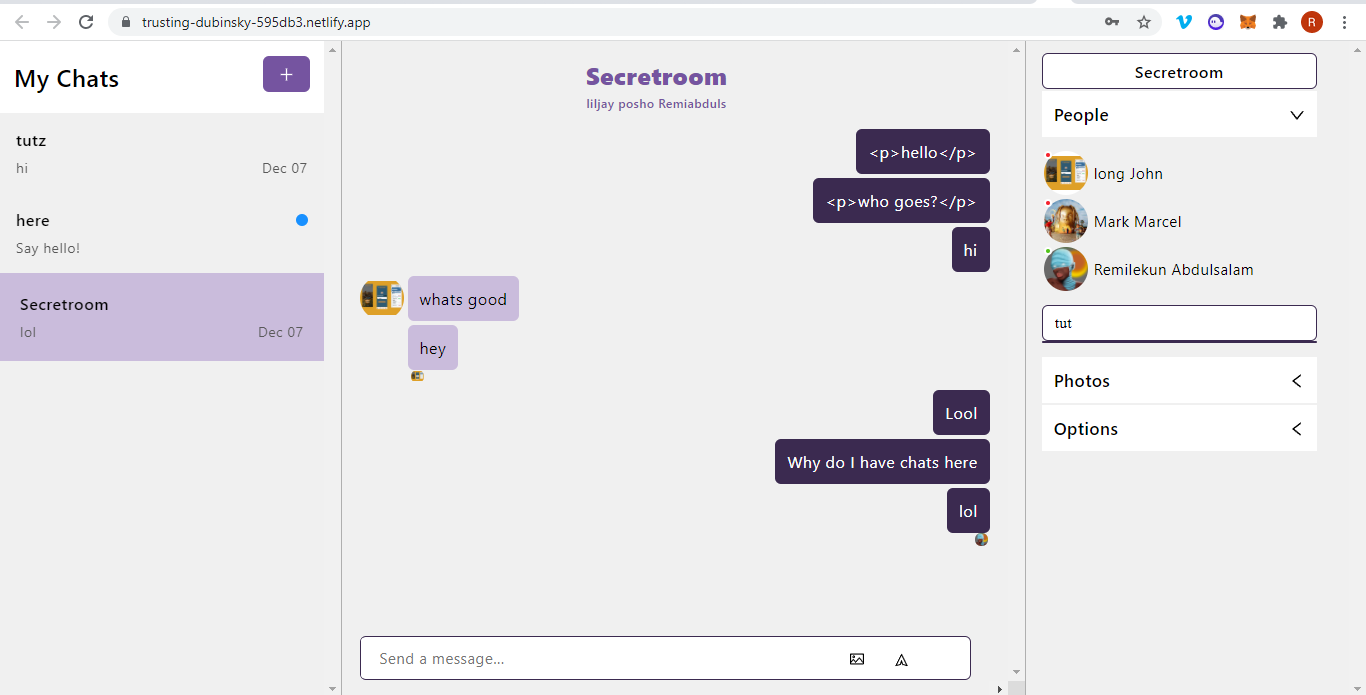 trusting-dubinsky-595db3.netlify.app
R
My Chats
+
tutz
hi
Dec 07
here
Say hello!
Secretroom
lol
Dec 07
Secretroom
liljay posho Remiabduls
<p>hello</p>
<p>who goes?</p>
hi
whats good
hey
Lool
Why do I have chats here
lol
Send a message...
Secretroom
People
long John
Mark Marcel
Remilekun Abdulsalam
tut
Photos
Options